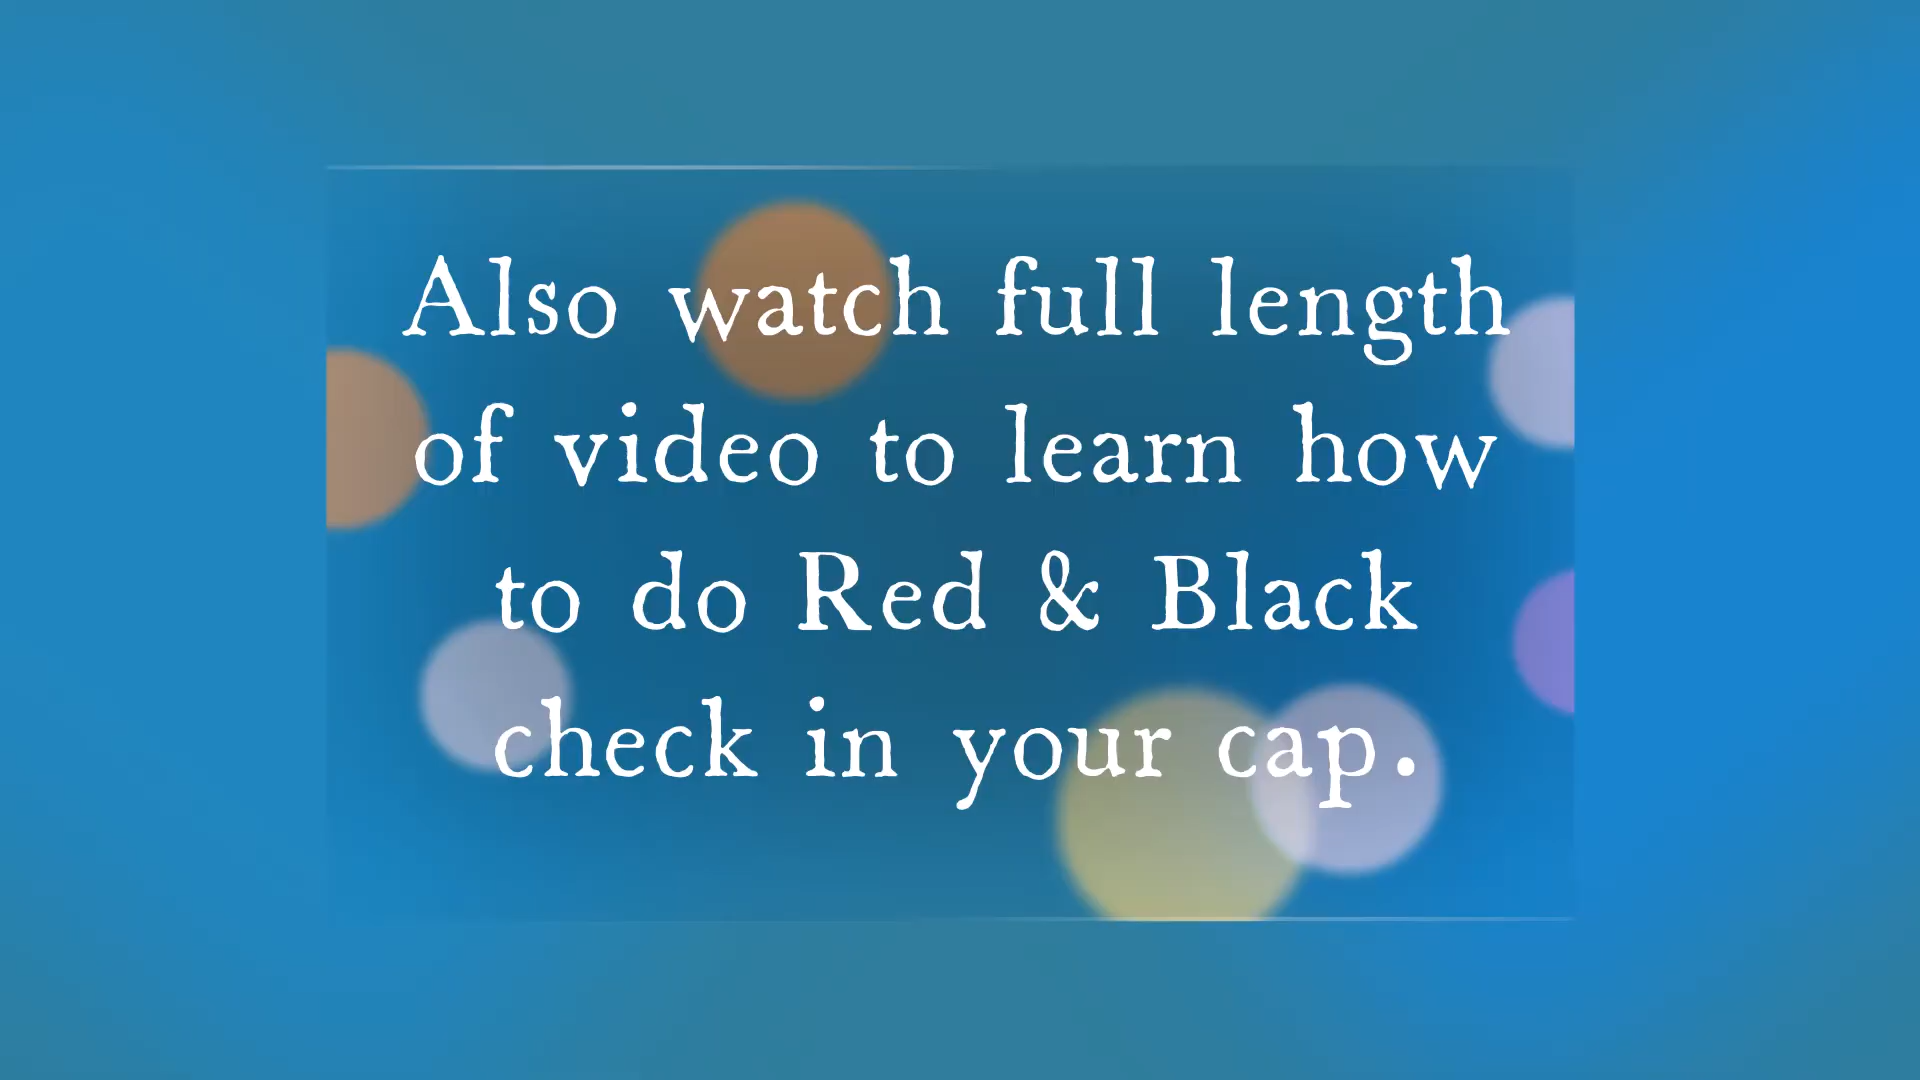 Also watch full length
of video to learn how
to do Red & Black
check in your cap.